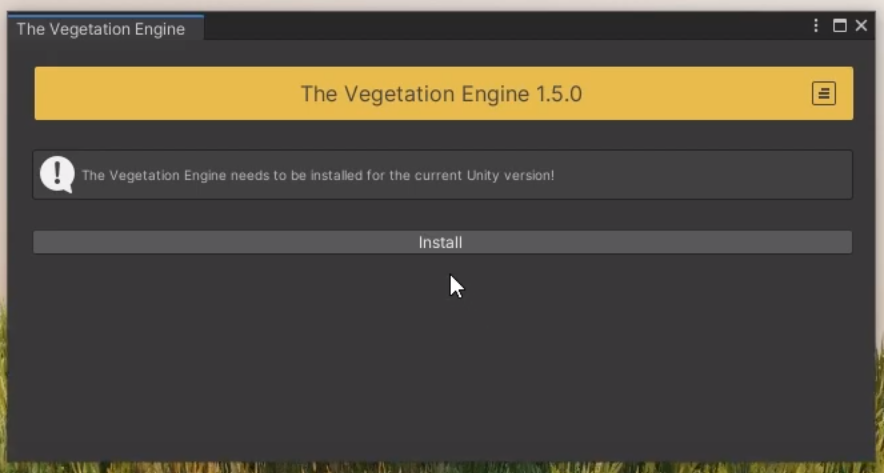 The Vegetation Engine
The Vegetation Engine 1.5.0
The Vegetation Engine needs to be installed for the current Unity version!
Install